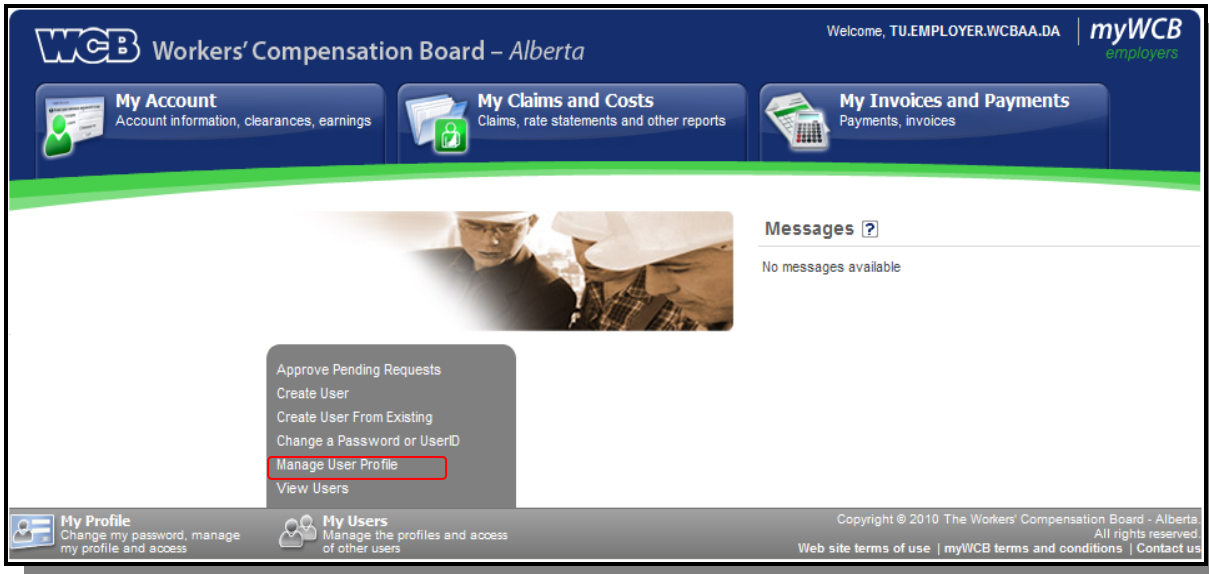 WCB Workers' Compensation Board – Alberta
Welcome, TU.EMPLOYER.WCBAA.DA
myWCB
employers
My Account
Account information, clearances, earnings
My Claims and Costs
Claims, rate statements and other reports
My Invoices and Payments
Payments, invoices
Messages ?
No messages available
Approve Pending Requests
Create User
Create User From Existing
Change a Password or UserID
Manage User Profile
View Users
My Profile
Change my password, manage
my profile and access
My Users
Manage the profiles and access
of other users
Copyright © 2010 The Workers' Compensation Board - Alberta.
All rights reserved.
Web site terms of use | myWCB terms and conditions | Contact us